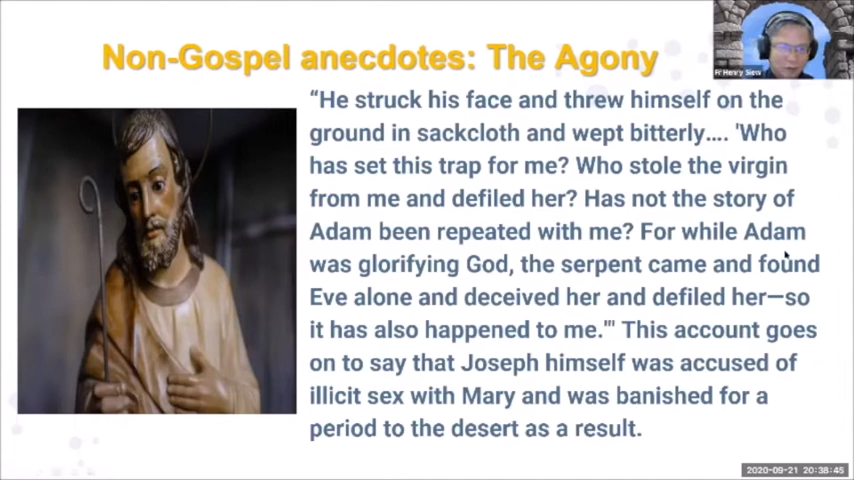 Non-Gospel anecdotes: The Agony
Fr Henry Siew
“He struck his face and threw himself on the
ground in sackcloth and wept bitterly…. 'Who
has set this trap for me? Who stole the virgin
from me and defiled her? Has not the story of
Adam been repeated with me? For while Adam
was glorifying God, the serpent came and found
Eve alone and deceived her and defiled her—so
it has also happened to me.'" This account goes
on to say that Joseph himself was accused of
illicit sex with Mary and was banished for a
period to the desert as a result.
2020-09-21 20:38:45